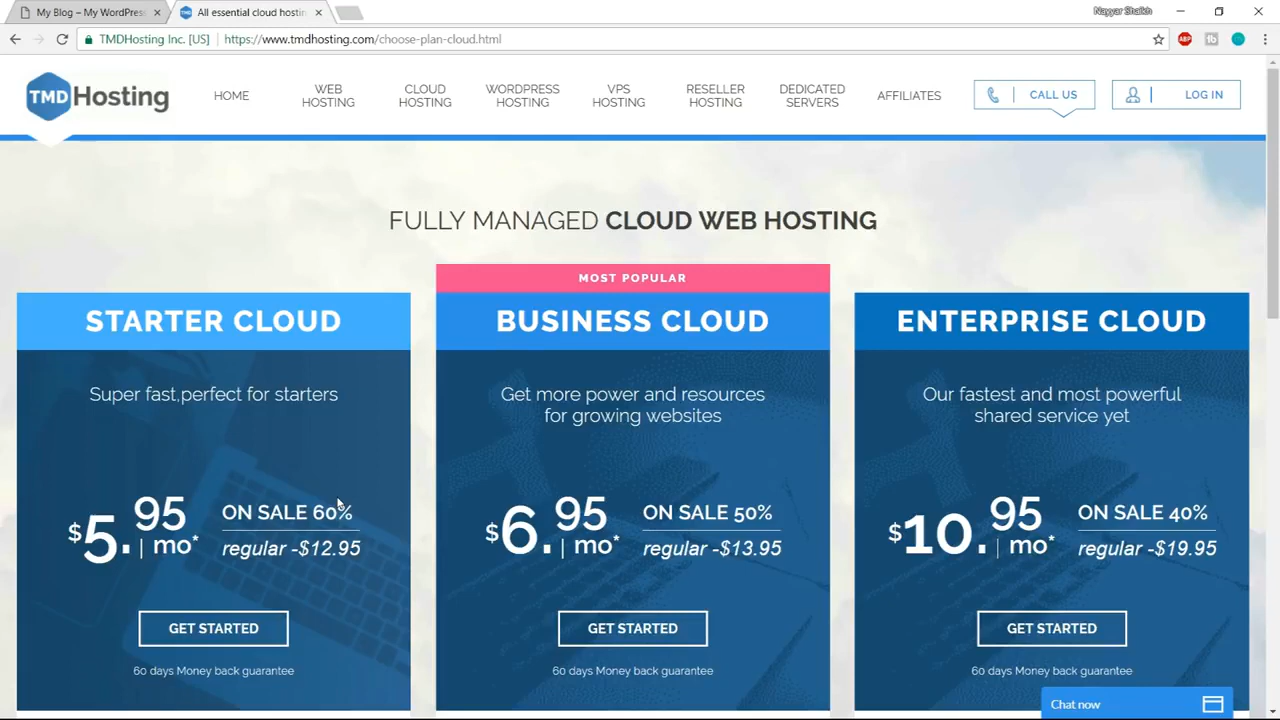 My Blog – My WordPress
All essential cloud hostin
Nayyar Shaikh
TMDHosting Inc. [US]
https://www.tmdhosting.com/choose-plan-cloud.html
ABP
TMDHosting
HOME
WEB
HOSTING
CLOUD
HOSTING
WORDPRESS
HOSTING
VPS
HOSTING
RESELLER
HOSTING
DEDICATED
SERVERS
AFFILIATES
CALL US
LOG IN
FULLY MANAGED CLOUD WEB HOSTING
MOST POPULAR
STARTER CLOUD
Super fast,perfect for starters
$5.95 | mo*
ON SALE 60%
regular -$12.95
GET STARTED
60 days Money back guarantee
BUSINESS CLOUD
Get more power and resources
for growing websites
$6.95 | mo*
ON SALE 50%
regular -$13.95
GET STARTED
60 days Money back guarantee
ENTERPRISE CLOUD
Our fastest and most powerful
shared service yet
$10.95 | mo*
ON SALE 40%
regular -$19.95
GET STARTED
60 days Money back guarantee
Chat now